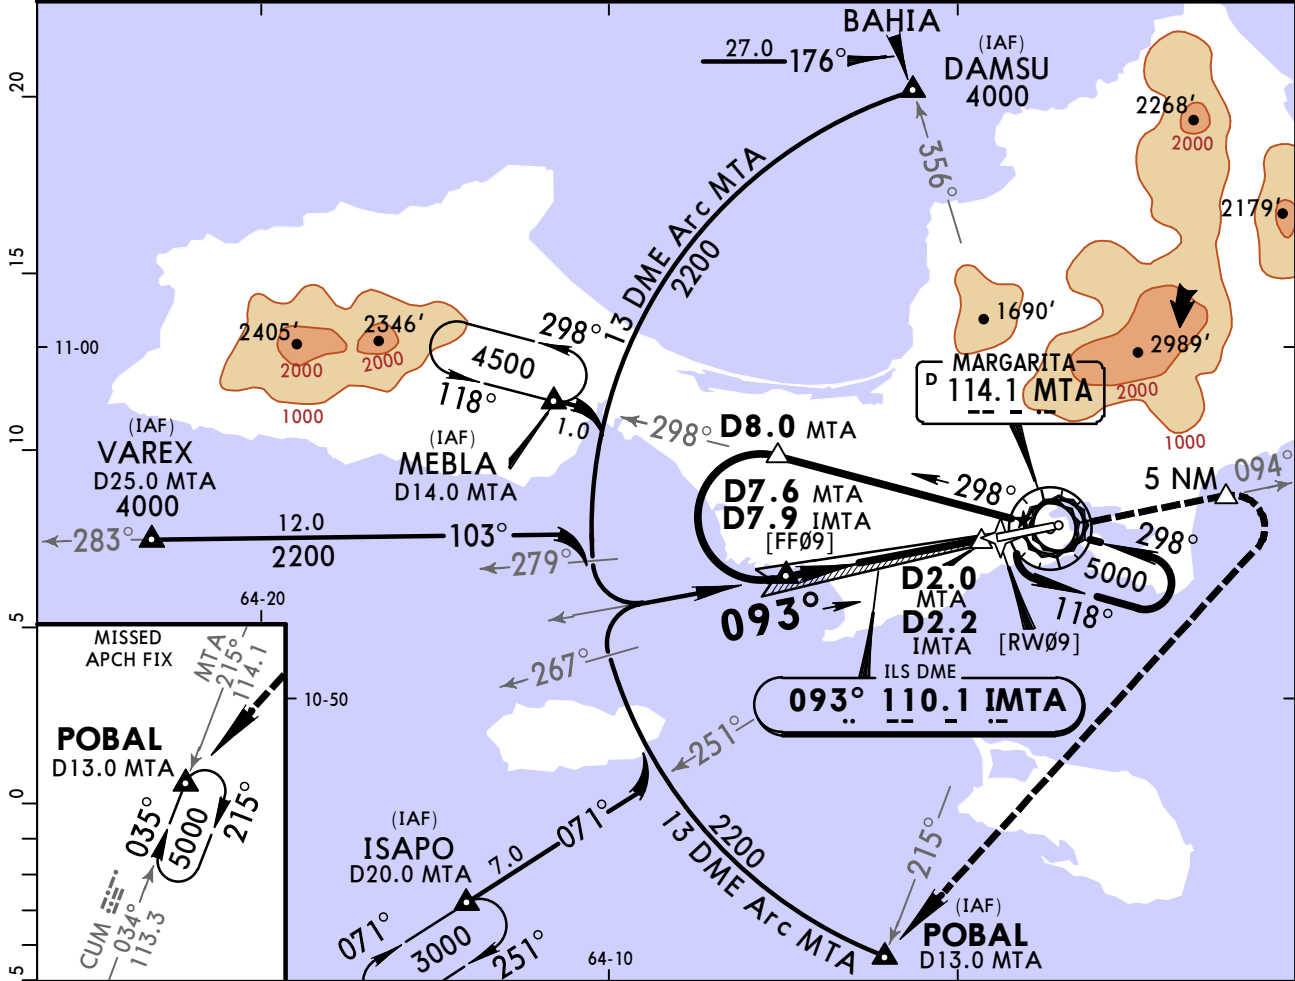 BAHIA
27.0
176°
(IAF)
DAMSU
4000
20
2268'
2000
356°
13 DME Arc MTA
2200
2179'
15
1690'
2405'
2346'
2000
2000
298°
4500
118°
11-00
2989'
2000
MARGARITA
D 114.1 MTA
1000
1000
1.0
298°
D8.0 MTA
10
(IAF)
VAREX
D25.0 MTA
4000
(IAF)
MEBLA
D14.0 MTA
5 NM
094°
298°
D7.6 MTA
D7.9 IMTA
[FFØ9]
283°
12.0
2200
103°
279°
298°
5000
118°
D2.0
MTA
D2.2
IMTA
[RWØ9]
093°
64-20
5
MISSED
APCH FIX
MTA
215°
114.1
267°
ILS DME
093° 110.1 IMTA
10-50
251°
POBAL
D13.0 MTA
035°
5000
215°
0
CUM
034°
113.3
(IAF)
ISAPO
D20.0 MTA
7.0
071°
2200
13 DME Arc MTA
215°
071°
3000
251°
64-10
(IAF)
POBAL
D13.0 MTA
5